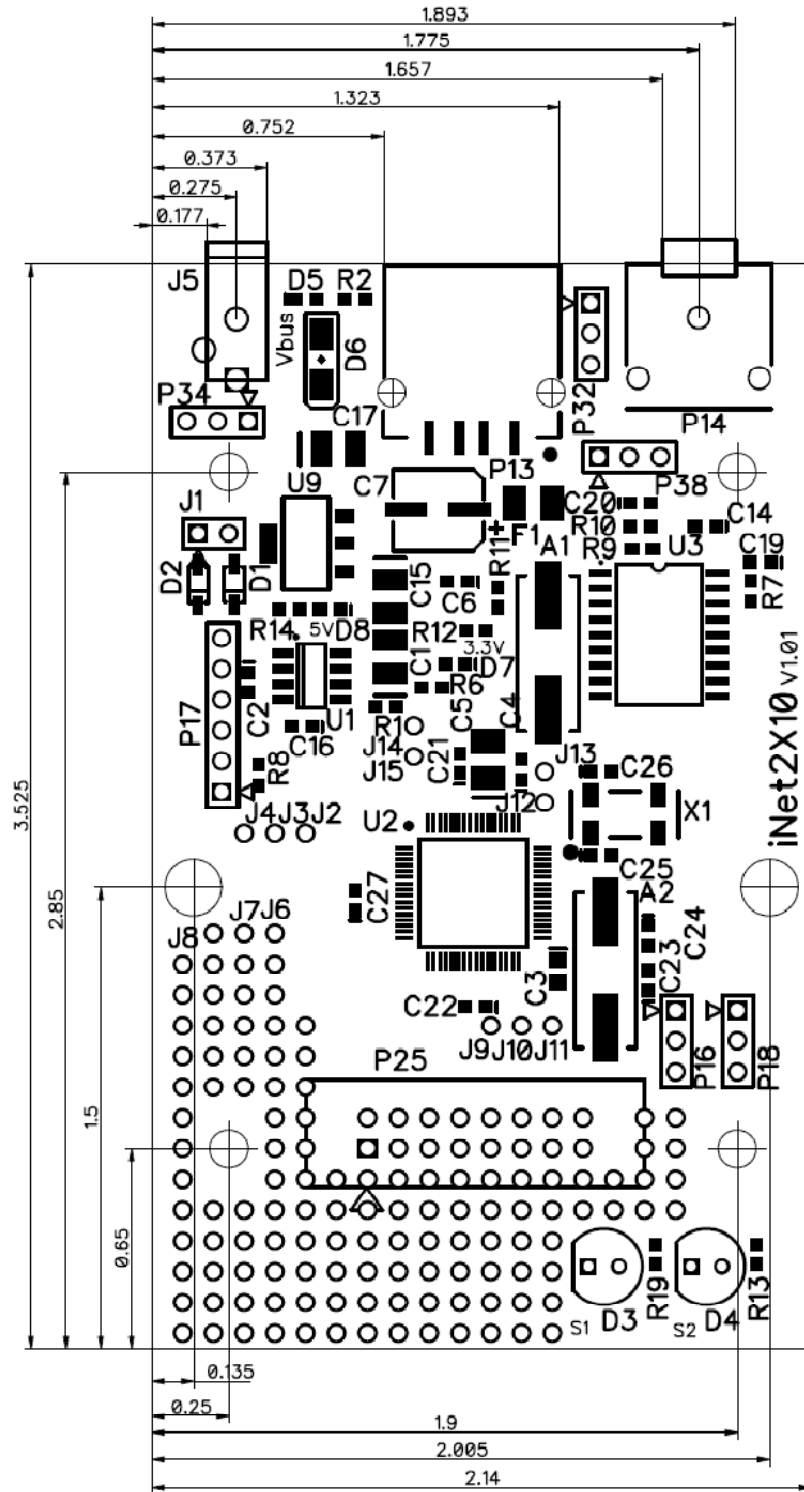 1.893
1.775
1.657
1.323
0.752
0.373
0.275
0.177
J5
D5 R2
Vbus
D6
P34
C17
P32
P14
U9
C7
P13
P38
J1
C20
F1
R10
C14
R11
A1
R9
U3
C19
D2
D1
C15
C6
R7
R14 5V D8
R12
3.3V
D7
C1
R6
P17
C2
U1
C5
C4
C16
R1
iNet2X10 V1.01
J14
J13
J15
C21
C26
R8
J12
3.525
J4 J3 J2
U2
X1
C25
2.85
C27
A2
J8
J7 J6
C24
C3
C23
C22
J9 J10 J11
P16
P18
P25
1.5
0.65
S1 D3
R19
S2 D4
R13
0.135
0.25
1.9
2.005
2.14